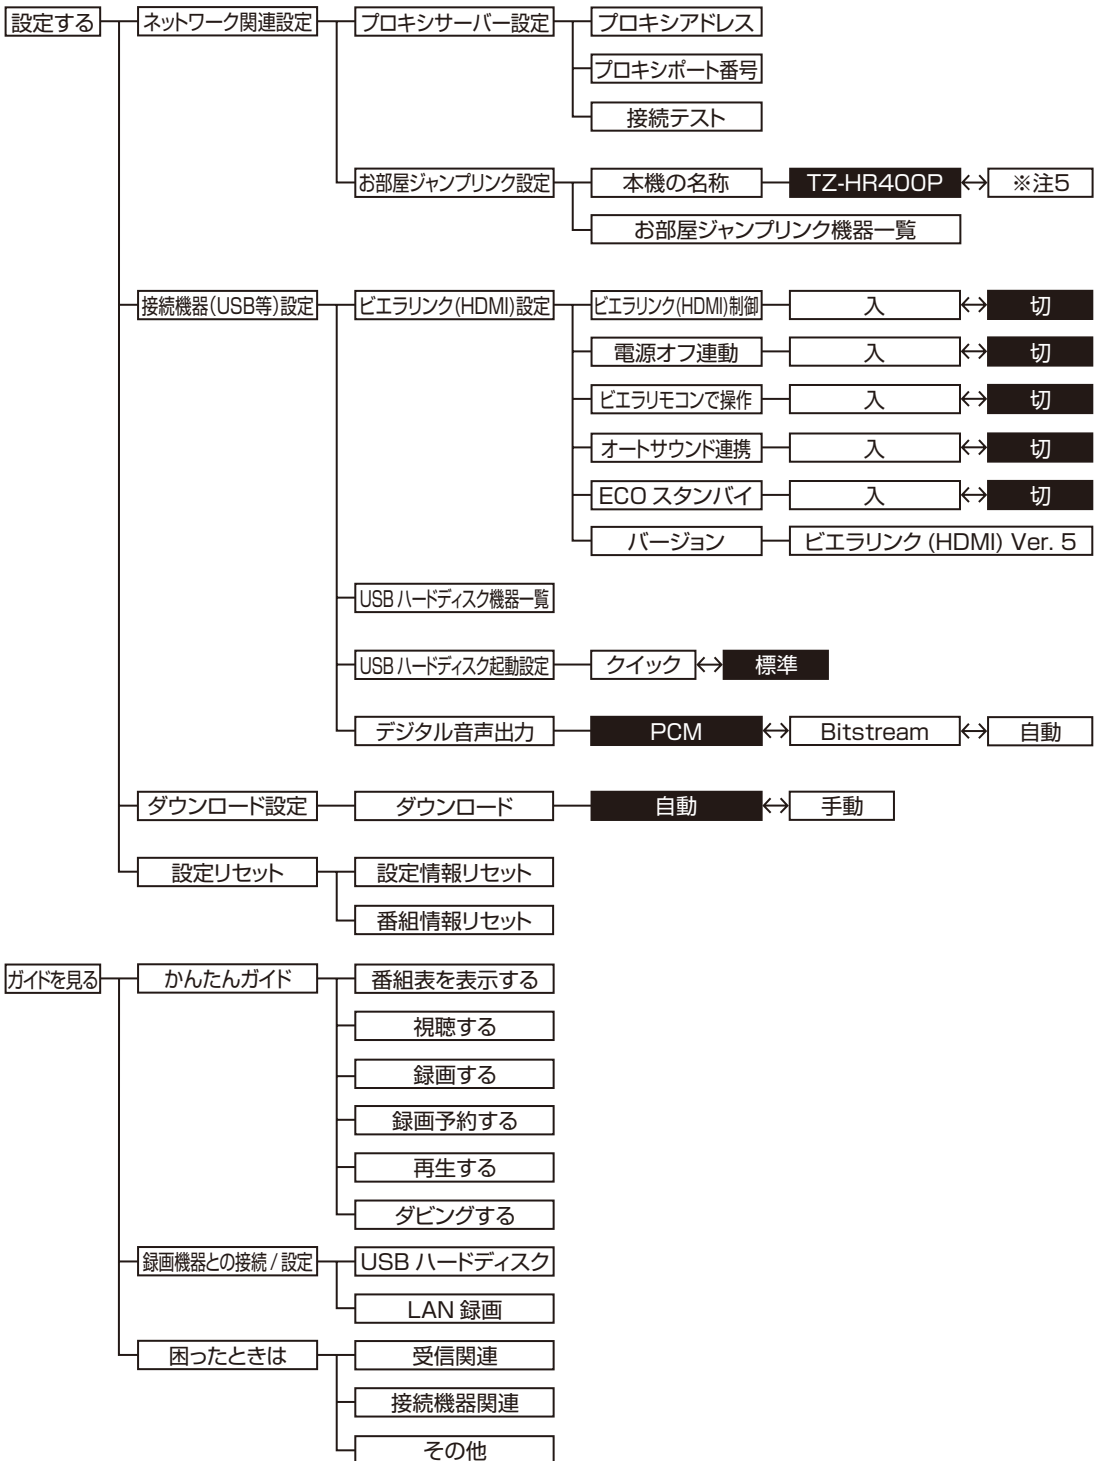 設定する ネットワーク関連設定 プロキシサーバー設定 プロキシアドレス
プロキシポート番号
接続テスト
お部屋ジャンプリンク設定 本機の名称 TZ-HR400P ↔ ※注5
お部屋ジャンプリンク機器一覧
接続機器(USB等)設定 ビエラリンク(HDMI)設定 ビエラリンク(HDMI)制御 入 ↔ 切
電源オフ連動 入 ↔ 切
ビエラリモコンで操作 入 ↔ 切
オートサウンド連携 入 ↔ 切
ECO スタンバイ 入 ↔ 切
バージョン ビエラリンク (HDMI) Ver. 5
USB ハードディスク機器一覧
USB ハードディスク起動設定 クイック ↔ 標準
デジタル音声出力 PCM ↔ Bitstream ↔ 自動
ダウンロード設定 ダウンロード 自動 ↔ 手動
設定リセット 設定情報リセット
番組情報リセット
ガイドを見る かんたんガイド 番組表を表示する
視聴する
録画する
録画予約する
再生する
ダビングする
録画機器との接続 / 設定 USB ハードディスク
LAN 録画
困ったときは 受信関連
接続機器関連
その他